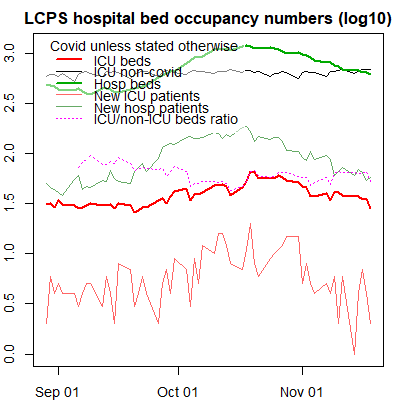 LCPS hospital bed occupancy numbers (log10)
Covid unless stated otherwise
ICU beds
ICU non-covid
Hosp beds
New ICU patients
New hosp patients
ICU/non-ICU beds ratio
3.0
2.5
2.0
1.5
1.0
0.5
0.0
Sep 01
Oct 01
Nov 01